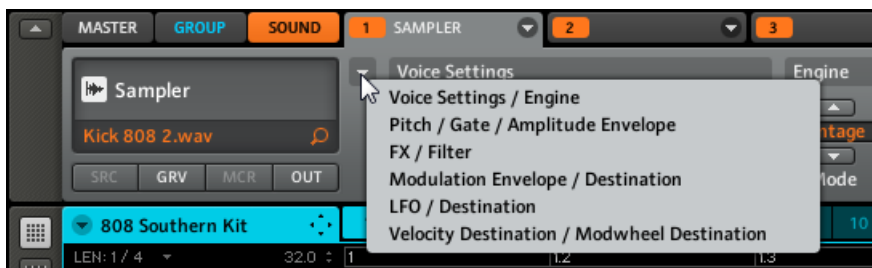 MASTER GROUP SOUND 1 SAMPLER 2 3
Voice Settings Engine
Sampler
Voice Settings / Engine
Pitch / Gate / Amplitude Envelope
Kick 808 2.wav ntage
FX / Filter
SRC GRV MCR OUT Mode
Modulation Envelope / Destination
LFO / Destination
808 Southern Kit 10
Velocity Destination / Modwheel Destination
LEN: 1 / 4 32.0 1 1.2 1.3